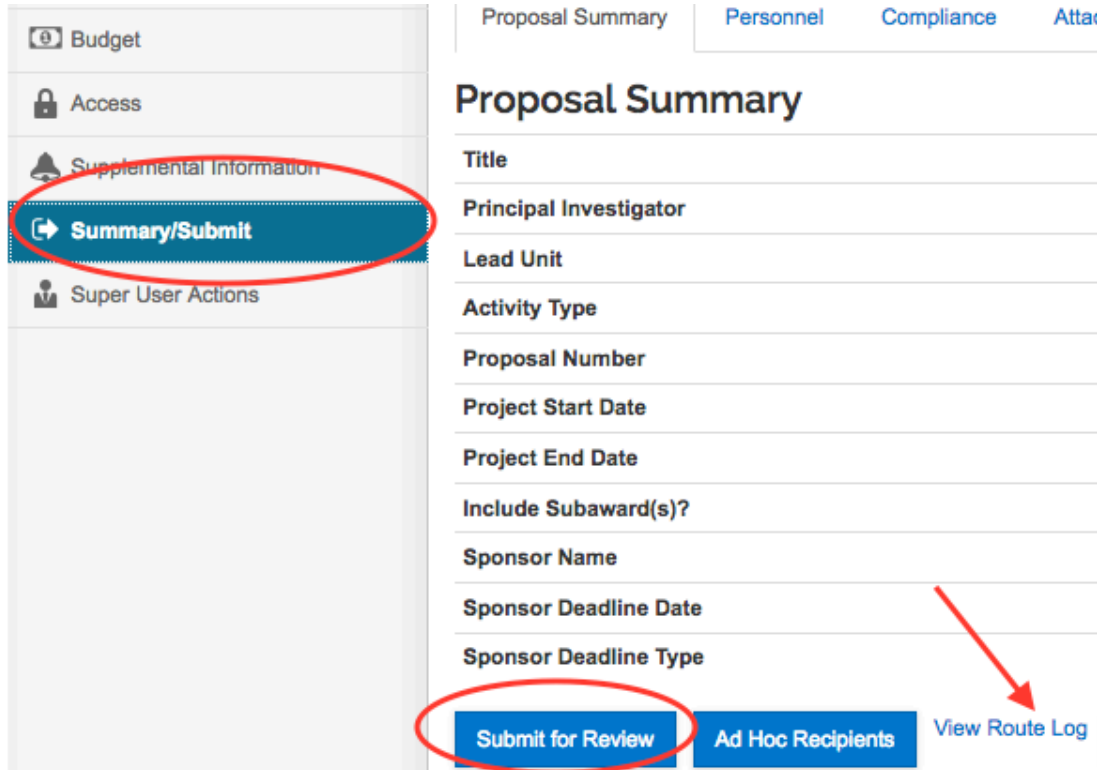 Budget
Access
Supplemental Information
Summary/Submit
Super User Actions
Proposal Summary Personnel Compliance
Proposal Summary
Title
Principal Investigator
Lead Unit
Activity Type
Proposal Number
Project Start Date
Project End Date
Include Subaward(s)?
Sponsor Name
Sponsor Deadline Date
Sponsor Deadline Type
Submit for Review Ad Hoc Recipients View Route Log